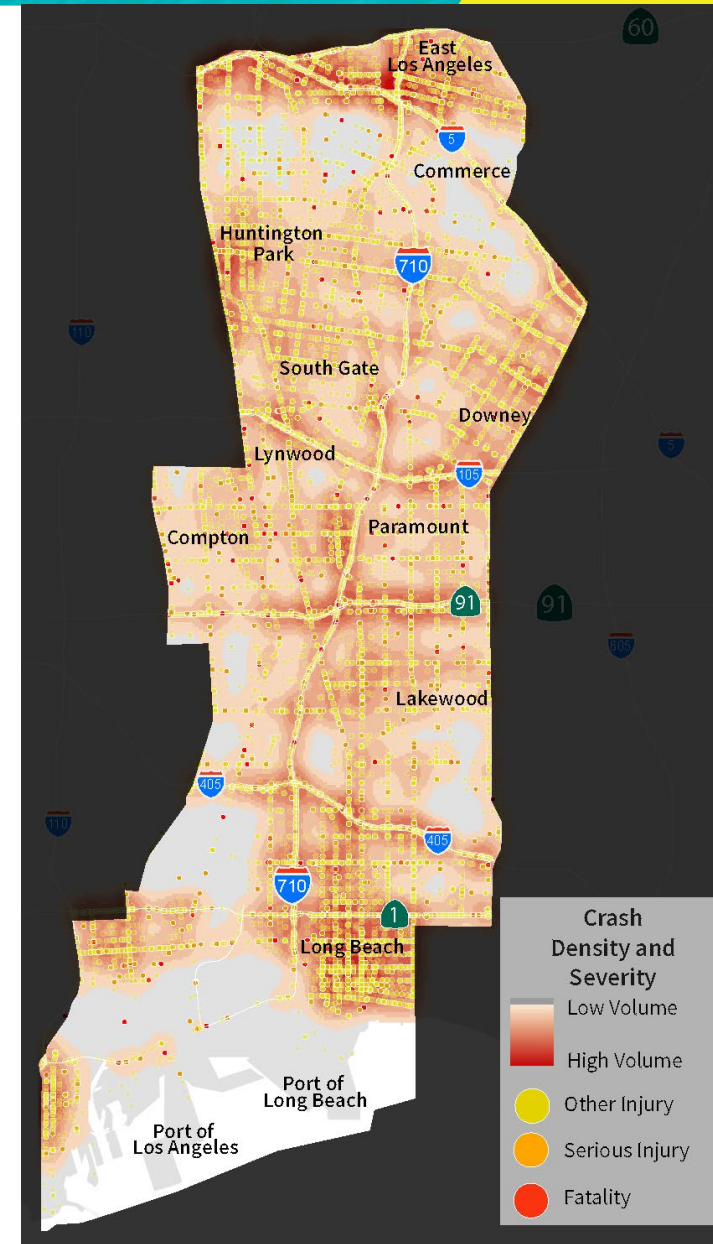 60
East
Los Angeles
5
Commerce
Huntington
Park
710
110
South Gate
Downey
5
Lynwood
105
Compton
Paramount
91
91
605
Lakewood
405
110
405
710
1
Long Beach
Port of
Long Beach
Port of
Los Angeles
Crash
Density and
Severity
Low Volume
High Volume
Other Injury
Serious Injury
Fatality